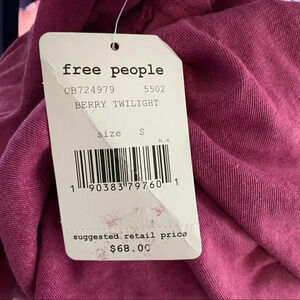 free people
OB724979 5502
BERRY TWILIGHT
size S
1 90383 79760 1
suggested retail price
$68.00